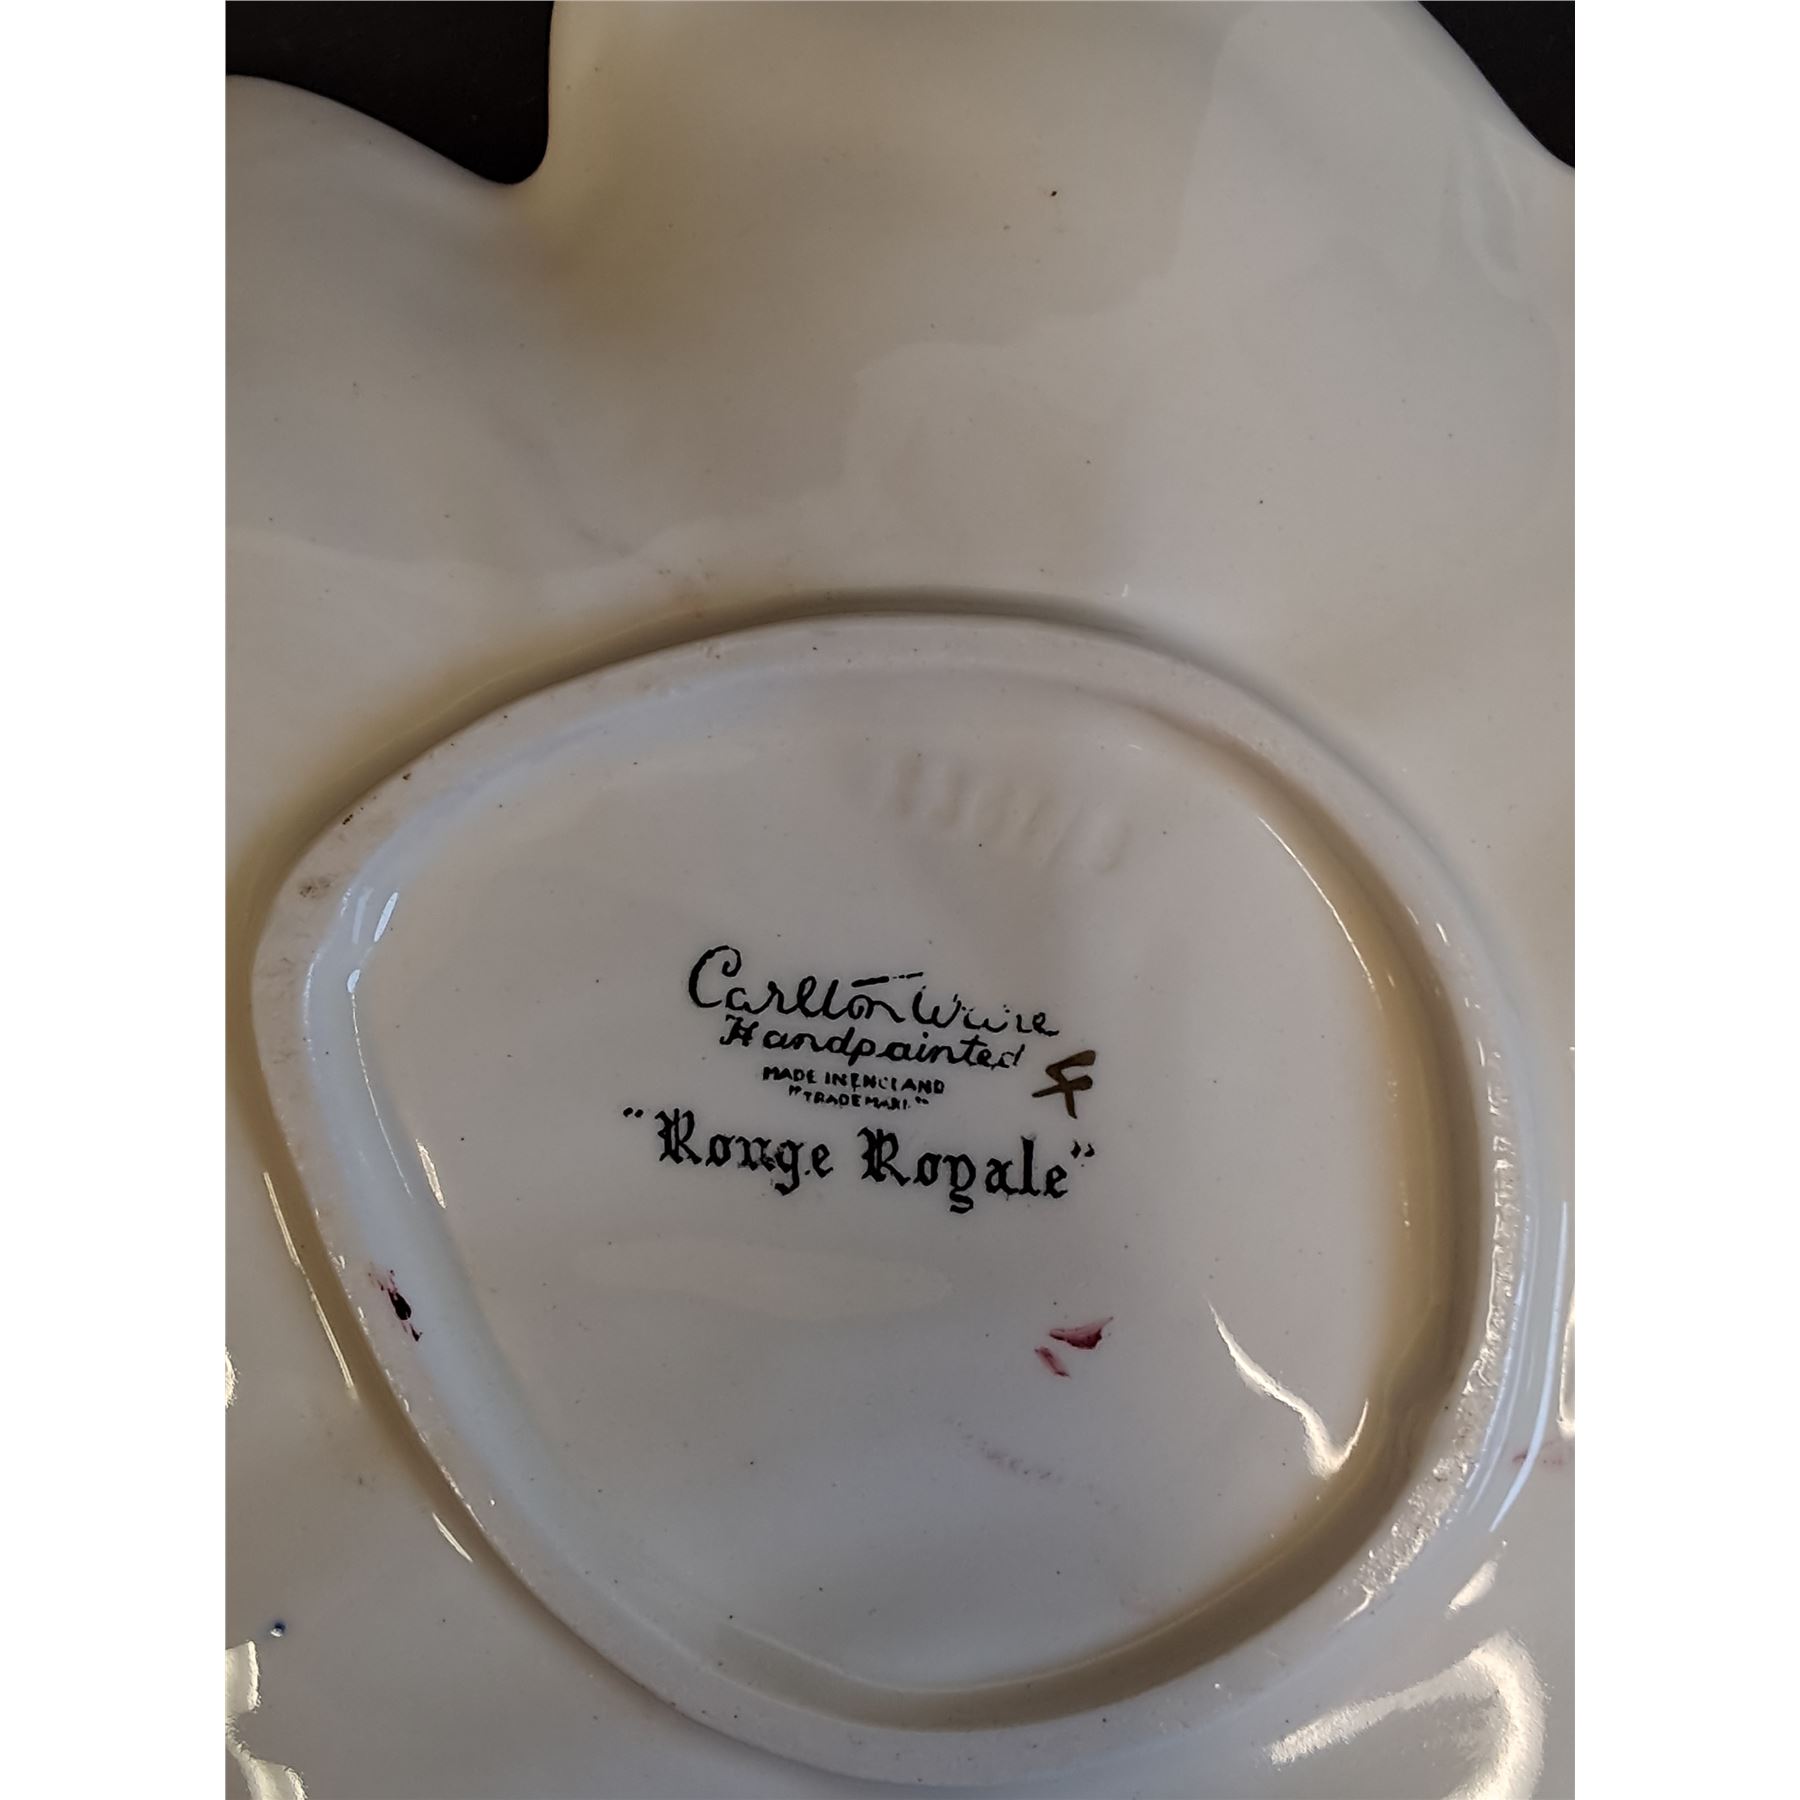 Carlton Ware
Handpainted
MADE IN ENGLAND
"TRADE MARK"
"Rouge Royale"